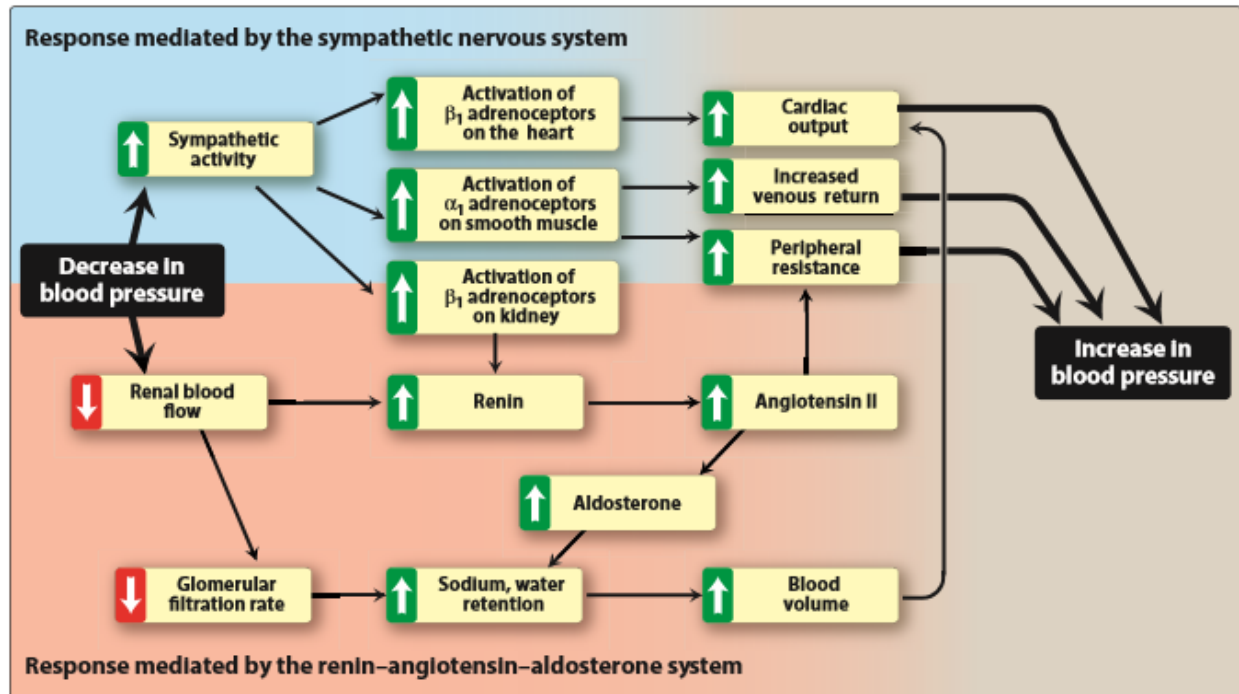 Response mediated by the sympathetic nervous system
Activation of
β1 adrenoceptors
on the heart
Cardiac
output
Sympathetic
activity
Activation of
α1 adrenoceptors
on smooth muscle
Increased
venous return
Peripheral
resistance
Decrease in
blood pressure
Activation of
β1 adrenoceptors
on kidney
Increase in
blood pressure
Renal blood
flow
Renin
Angiotensin II
Aldosterone
Glomerular
filtration rate
Sodium, water
retention
Blood
volume
Response mediated by the renin–angiotensin–aldosterone system